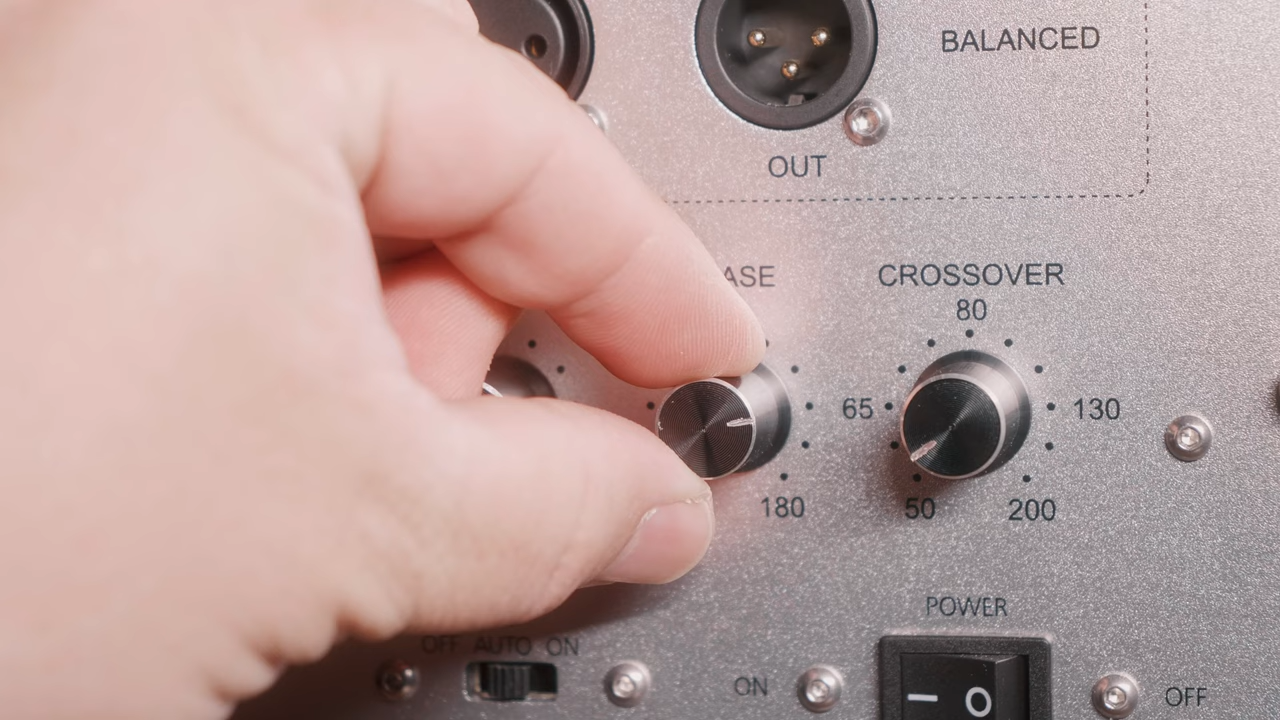 BALANCED
OUT
ASE
CROSSOVER
80
65
130
180
50
200
POWER
OFF AUTO ON
ON
OFF